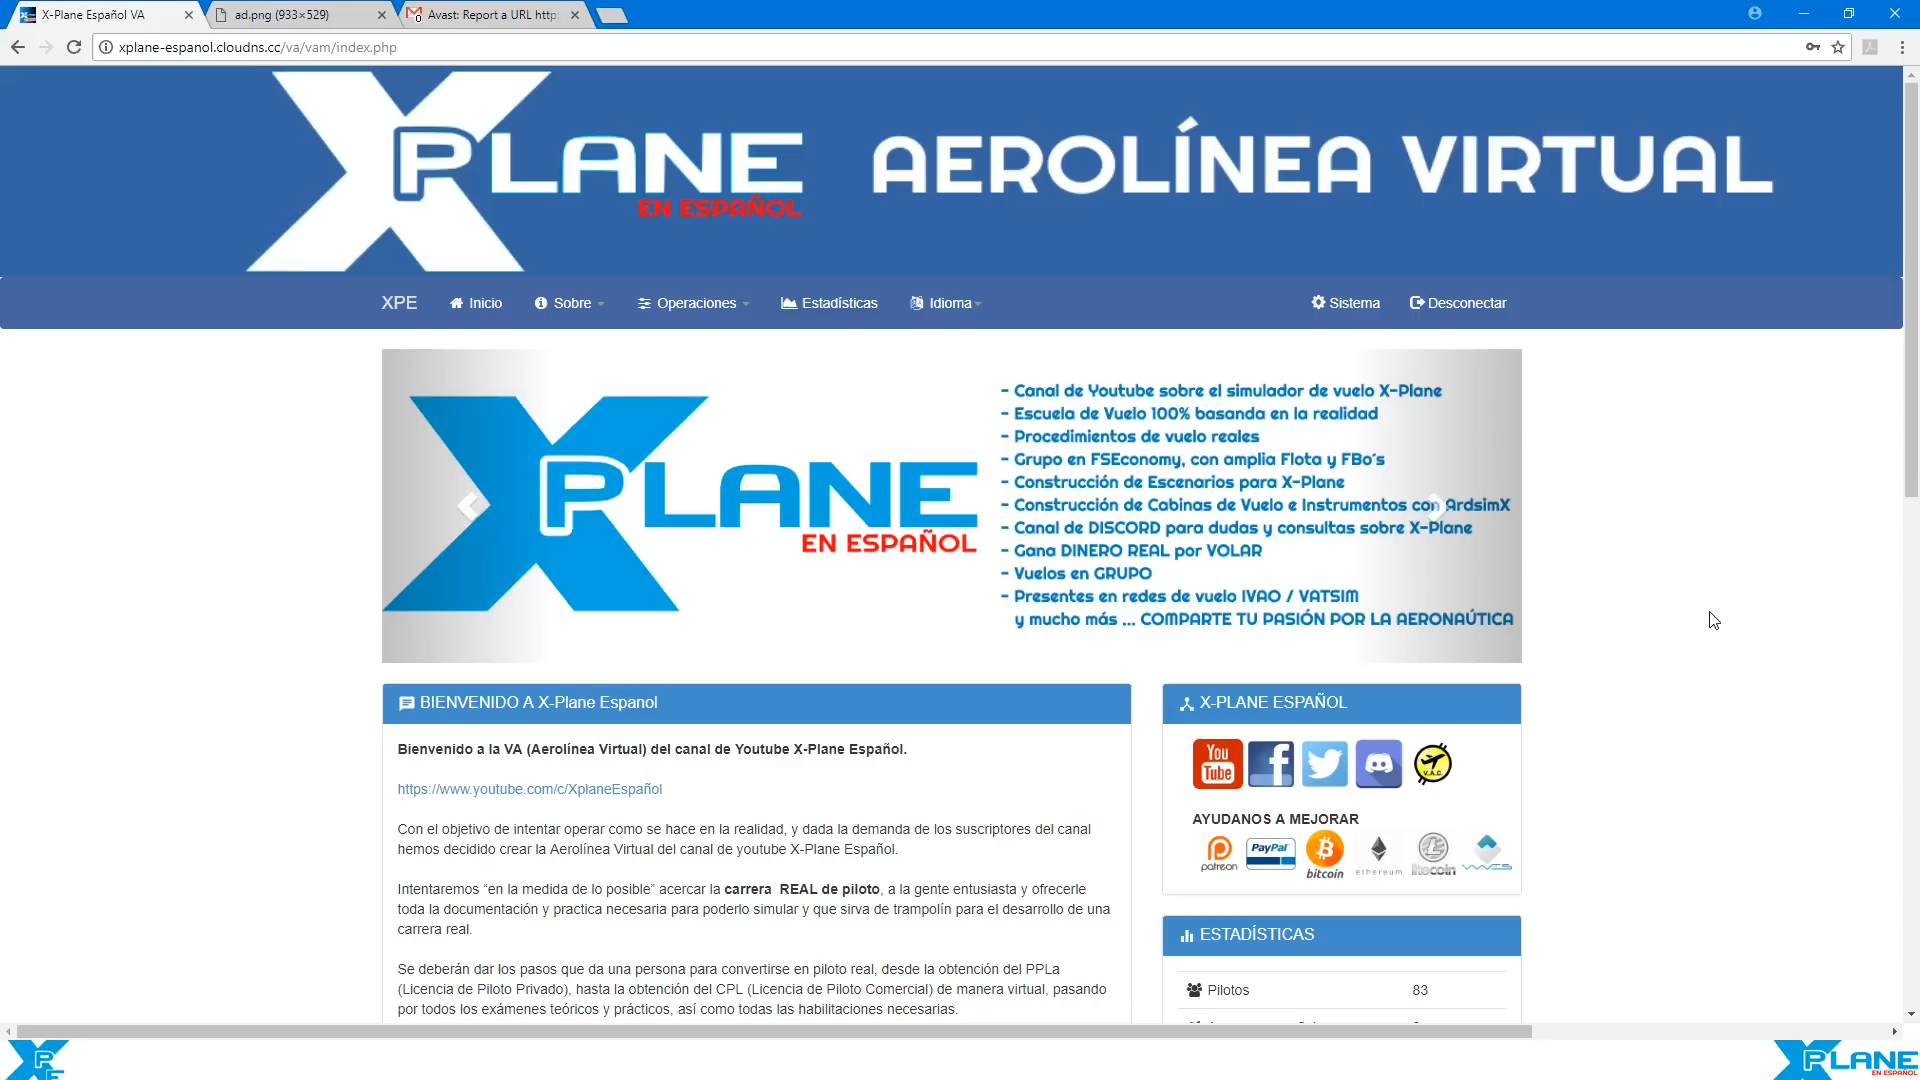 X-Plane Español VA
ad.png (933×529)
Avast: Report a URL http:
xplane-espanol.cloudns.cc/va/vam/index.php
XPLANE
EN ESPAÑOL
AEROLÍNEA VIRTUAL
XPE
Inicio
Sobre
Operaciones
Estadísticas
Idioma
Sistema
Desconectar
XPLANE
EN ESPAÑOL
- Canal de Youtube sobre el simulador de vuelo X-Plane
- Escuela de Vuelo 100% basanda en la realidad
- Procedimientos de vuelo reales
- Grupo en FSEconomy, con amplia Flota y FBo's
- Construcción de Escenarios para X-Plane
- Construcción de Cabinas de Vuelo e Instrumentos con ArdsimX
- Canal de DISCORD para dudas y consultas sobre X-Plane
- Gana DINERO REAL por VOLAR
- Vuelos en GRUPO
- Presentes en redes de vuelo IVAO / VATSIM
y mucho más ... COMPARTE TU PASIÓN POR LA AERONAÚTICA
BIENVENIDO A X-Plane Espanol
Bienvenido a la VA (Aerolínea Virtual) del canal de Youtube X-Plane Español.
https://www.youtube.com/c/XplaneEspañol
Con el objetivo de intentar operar como se hace en la realidad, y dada la demanda de los suscriptores del canal
hemos decidido crear la Aerolínea Virtual del canal de youtube X-Plane Español.
Intentaremos “en la medida de lo posible” acercar la carrera REAL de piloto, a la gente entusiasta y ofrecerle
toda la documentación y practica necesaria para poderlo simular y que sirva de trampolín para el desarrollo de una
carrera real.
Se deberán dar los pasos que da una persona para convertirse en piloto real, desde la obtención del PPLa
(Licencia de Piloto Privado), hasta la obtención del CPL (Licencia de Piloto Comercial) de manera virtual, pasando
por todos los exámenes teóricos y prácticos, así como todas las habilitaciones necesarias.
X-PLANE ESPAÑOL
You
Tube
V.A.C.
AYUDANOS A MEJORAR
patreon
PayPal
bitcoin
ethereum
litecoin
WAVES
ESTADÍSTICAS
Pilotos 83
XPE
XPLANE
EN ESPAÑOL